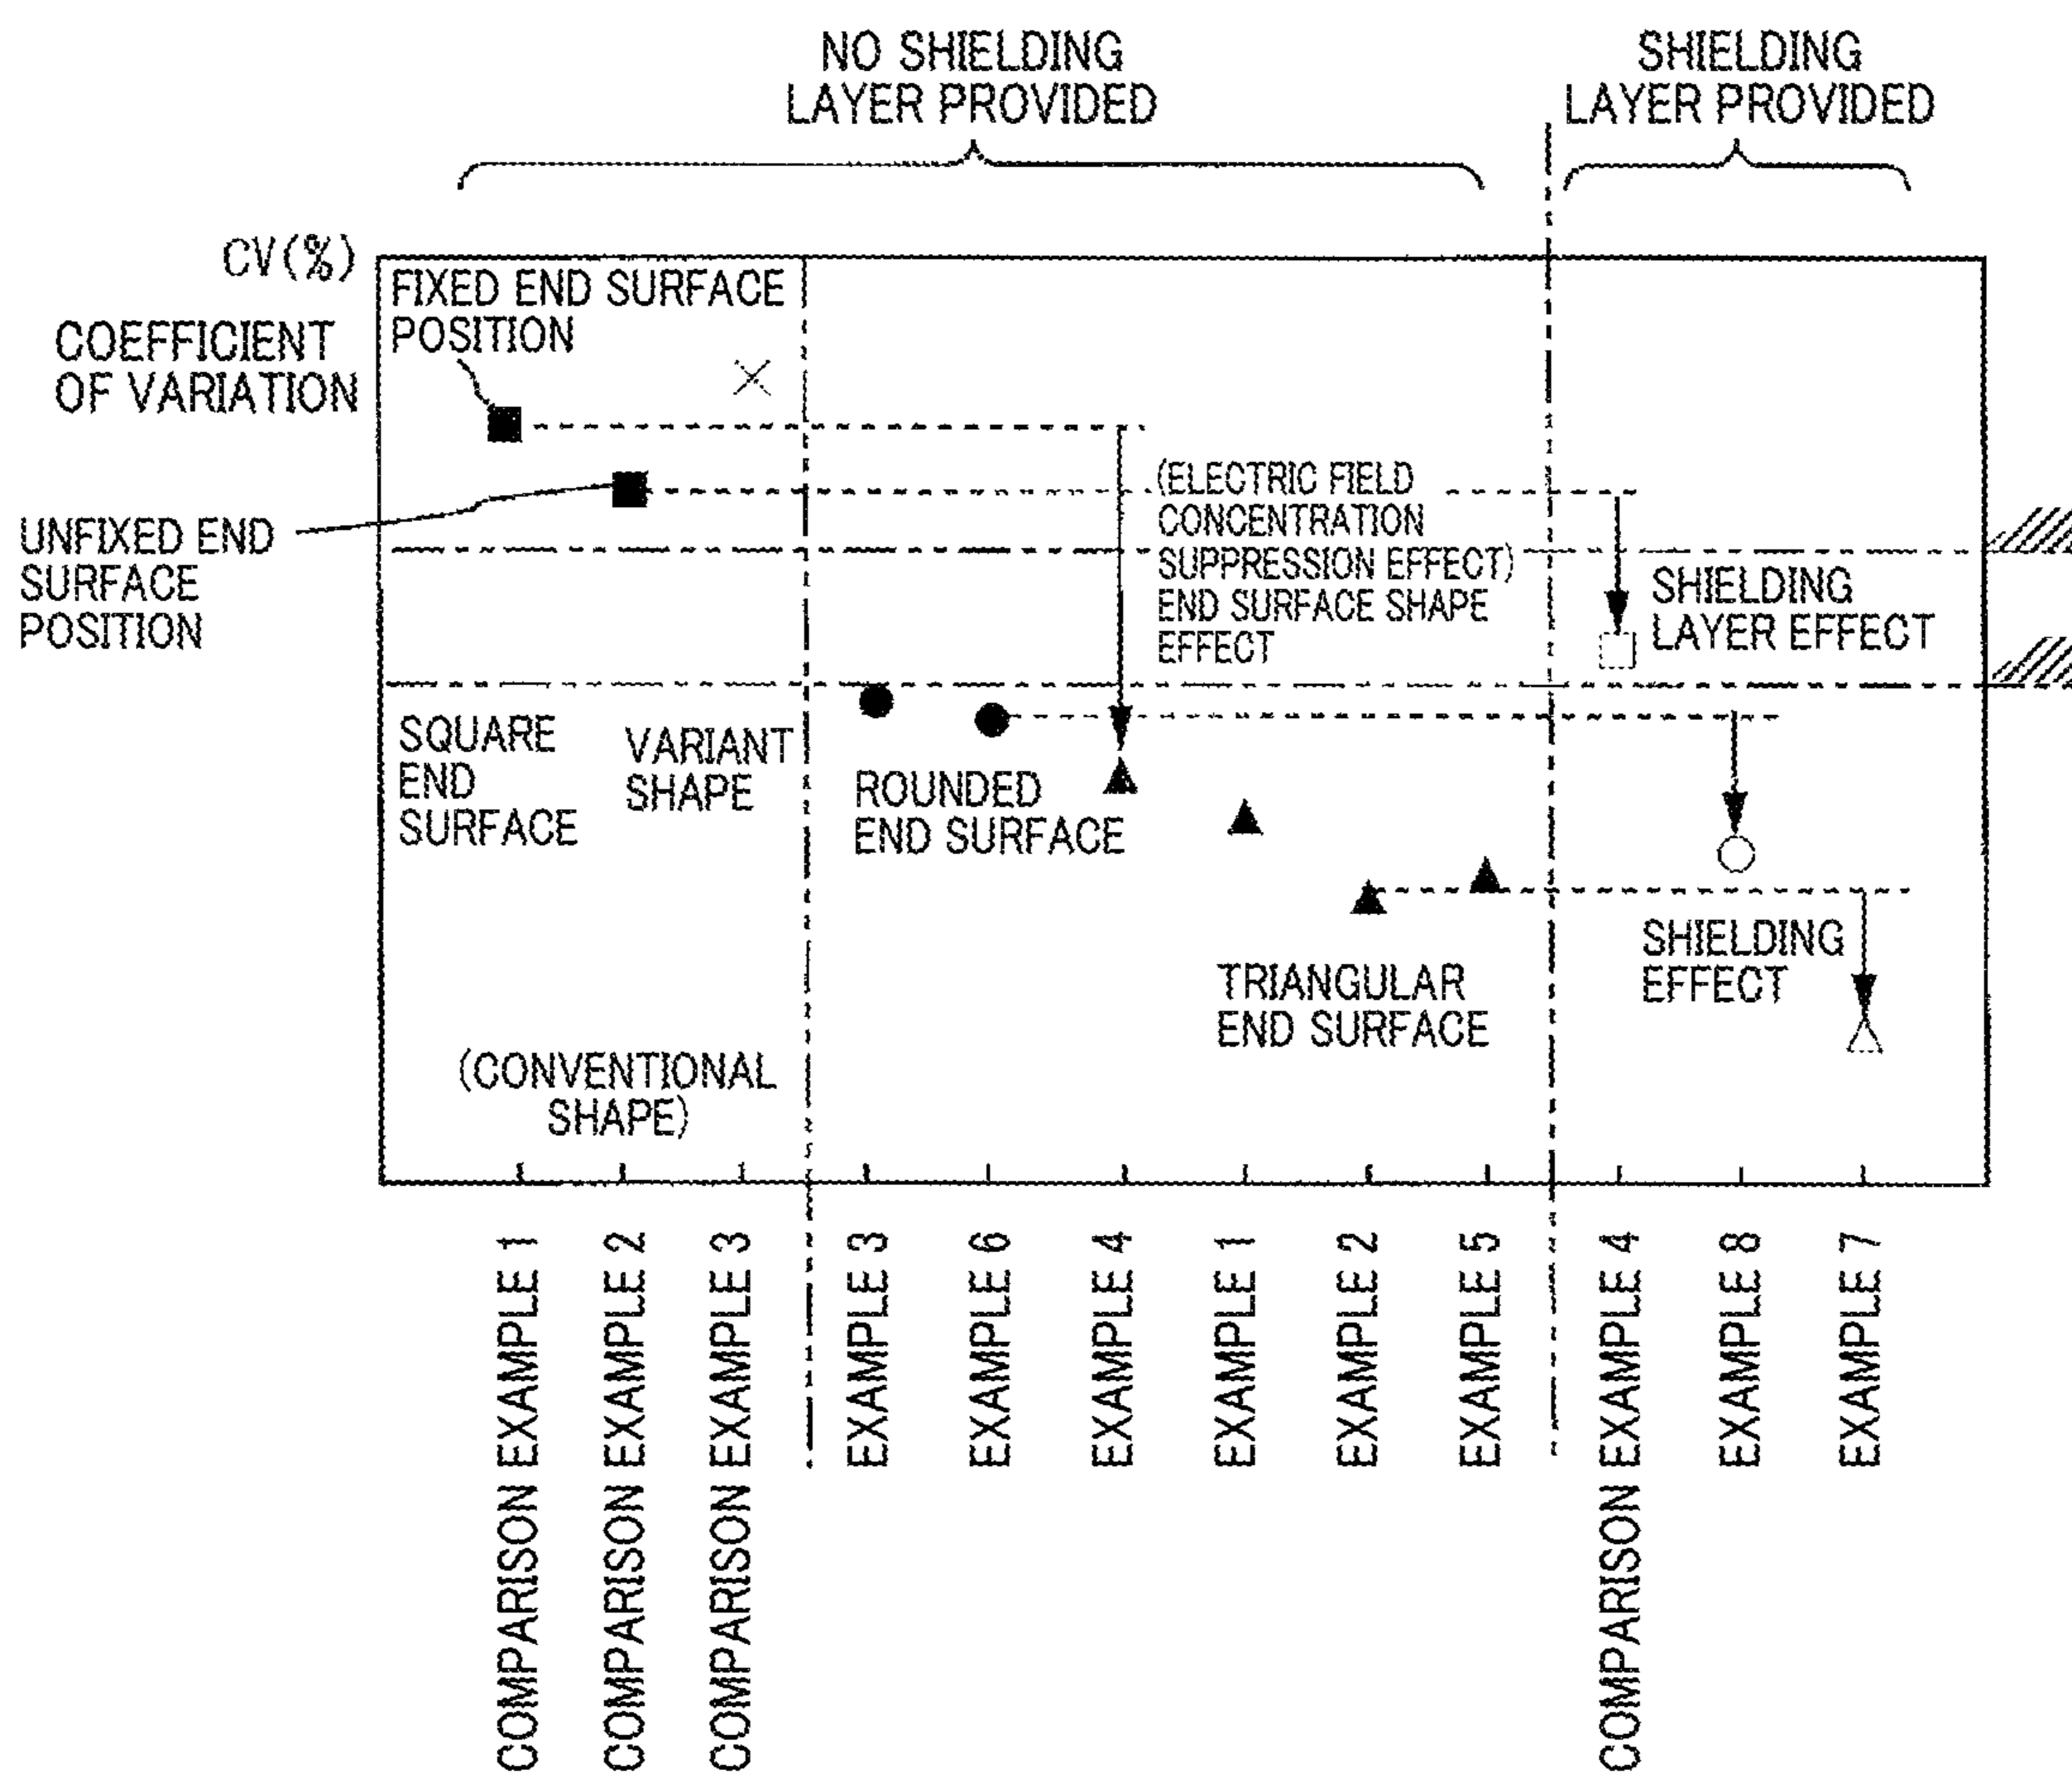 NO SHIELDING
LAYER PROVIDED
SHIELDING
LAYER PROVIDED
CV(%)
COEFFICIENT
OF VARIATION
FIXED END SURFACE
POSITION
UNFIXED END
SURFACE
POSITION
(ELECTRIC FIELD
CONCENTRATION
SUPPRESSION EFFECT)
END SURFACE SHAPE
EFFECT
SHIELDING
LAYER EFFECT
SQUARE
END
SURFACE
VARIANT
SHAPE
ROUNDED
END SURFACE
TRIANGULAR
END SURFACE
SHIELDING
EFFECT
(CONVENTIONAL
SHAPE)
COMPARISON EXAMPLE 1
COMPARISON EXAMPLE 2
COMPARISON EXAMPLE 3
EXAMPLE 3
EXAMPLE 6
EXAMPLE 4
EXAMPLE 1
EXAMPLE 2
EXAMPLE 5
COMPARISON EXAMPLE 4
EXAMPLE 8
EXAMPLE 7